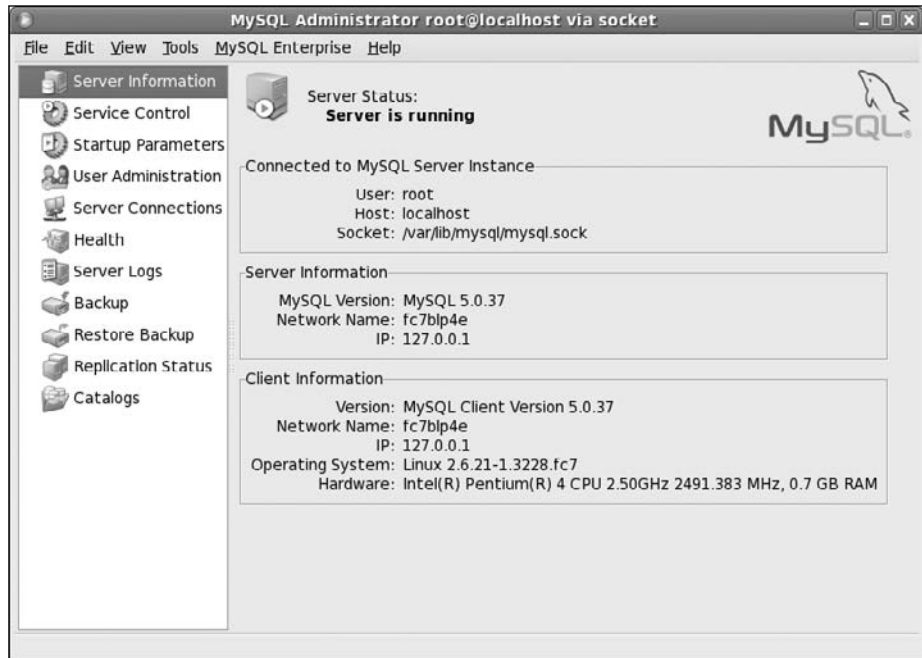 MySQL Administrator root@localhost via socket
File Edit View Tools MySQL Enterprise Help
Server Information
Service Control
Startup Parameters
User Administration
Server Connections
Health
Server Logs
Backup
Restore Backup
Replication Status
Catalogs
Server Status:
Server is running
MySQL.
Connected to MySQL Server Instance
User: root
Host: localhost
Socket: /var/lib/mysql/mysql.sock
Server Information
MySQL Version: MySQL 5.0.37
Network Name: fc7blp4e
IP: 127.0.0.1
Client Information
Version: MySQL Client Version 5.0.37
Network Name: fc7blp4e
IP: 127.0.0.1
Operating System: Linux 2.6.21-1.3228.fc7
Hardware: Intel(R) Pentium(R) 4 CPU 2.50GHz 2491.383 MHz, 0.7 GB RAM